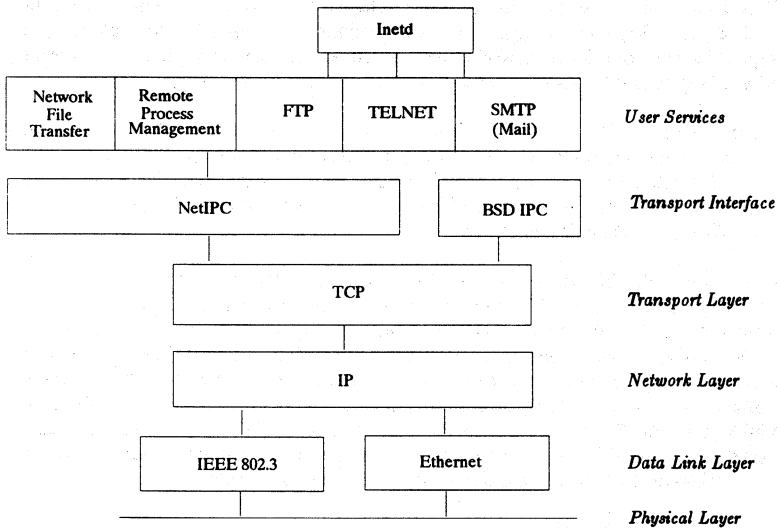 Inetd
Network
File
Transfer
Remote
Process
Management
FTP
TELNET
SMTP
(Mail)
User Services
NetIPC
BSD IPC
Transport Interface
TCP
Transport Layer
IP
Network Layer
IEEE 802.3
Ethernet
Data Link Layer
Physical Layer